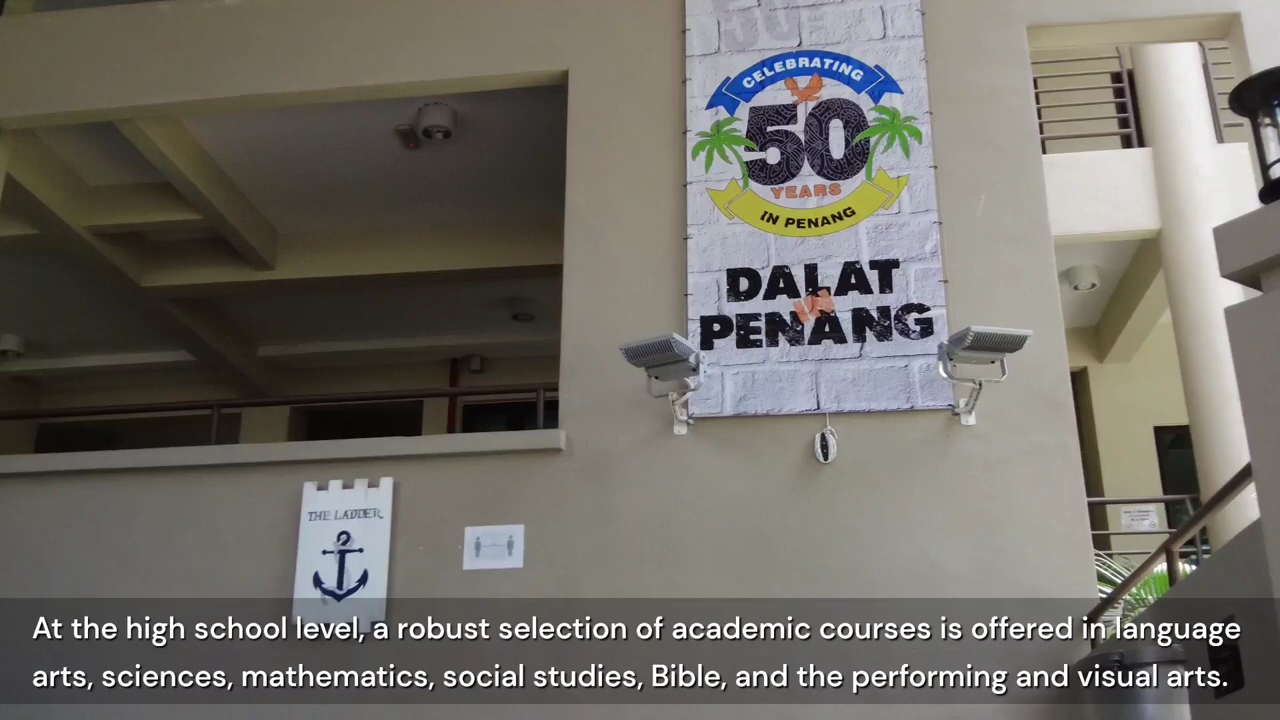 CELEBRATING
50
YEARS
IN PENANG
DALAT
IN
PENANG
THE LADDER
At the high school level, a robust selection of academic courses is offered in language
arts, sciences, mathematics, social studies, Bible, and the performing and visual arts.